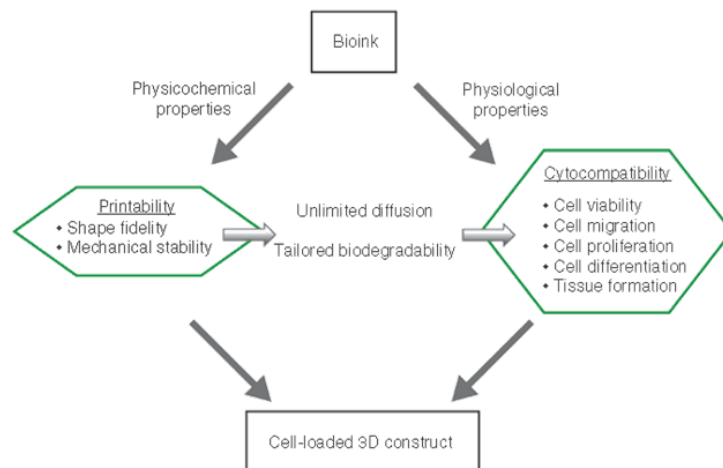 Bioink
Physicochemical
properties
Physiological
properties
Printability
◆ Shape fidelity
◆ Mechanical stability
Unlimited diffusion
Tailored biodegradability
Cytocompatibility
◆ Cell viability
◆ Cell migration
◆ Cell proliferation
◆ Cell differentiation
◆ Tissue formation
Cell-loaded 3D construct